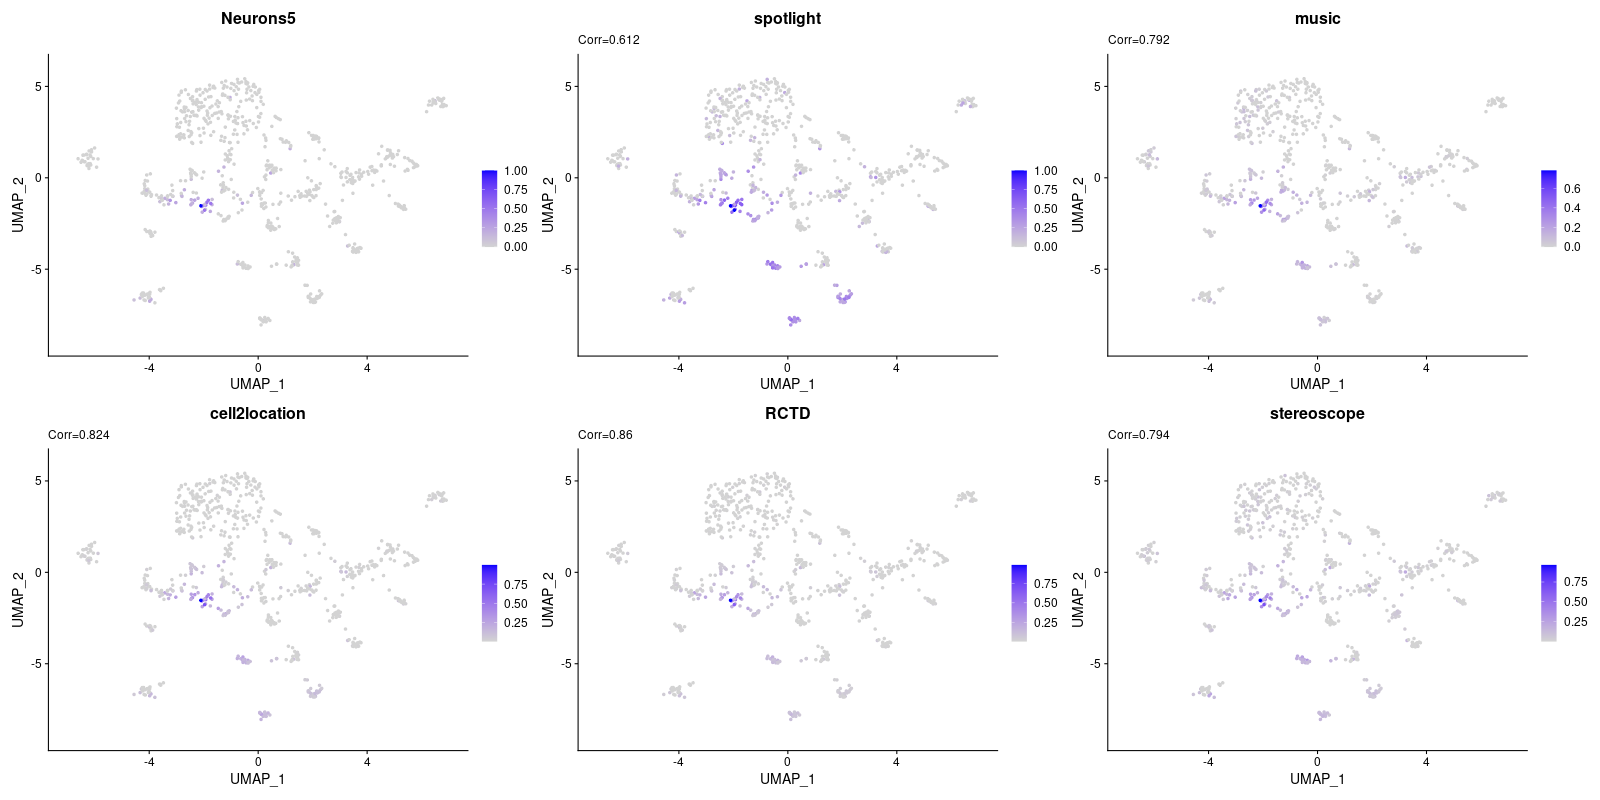 Neurons5
5
0
-5
-4
0
4
UMAP_1
UMAP_2
1.00
0.75
0.50
0.25
0.00
spotlight
Corr=0.612
5
0
-5
-4
0
4
UMAP_1
UMAP_2
1.00
0.75
0.50
0.25
0.00
music
Corr=0.792
5
0
-5
-4
0
4
UMAP_1
UMAP_2
0.6
0.4
0.2
0.0
cell2location
Corr=0.824
5
0
-5
-4
0
4
UMAP_1
UMAP_2
0.75
0.50
0.25
RCTD
Corr=0.86
5
0
-5
-4
0
4
UMAP_1
UMAP_2
0.75
0.50
0.25
stereoscope
Corr=0.794
5
0
-5
-4
0
4
UMAP_1
UMAP_2
0.75
0.50
0.25